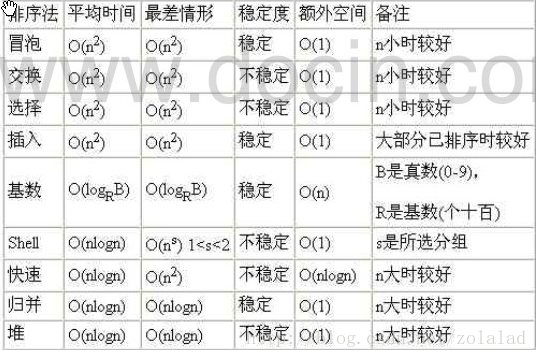 排序法 平均时间 最差情形 稳定度 额外空间 备注
冒泡 O(n²) O(n²) 稳定 O(1) n小时较好
交换 O(n²) O(n²) 不稳定 O(1) n小时较好
选择 O(n²) O(n²) 不稳定 O(1) n小时较好
插入 O(n²) O(n²) 稳定 O(1) 大部分已排序时较好
基数 O(logRB) O(logRB) 稳定 O(n) B是真数(0-9),
R是基数(个十百)
Shell O(nlogn) O(nˢ) 1<s<2 不稳定 O(1) s是所选分组
快速 O(nlogn) O(n²) 不稳定 O(nlogn) n大时较好
归并 O(nlogn) O(nlogn) 稳定 O(1) n大时较好
堆 O(nlogn) O(nlogn) 不稳定 O(1) n大时较好
www.docin.co